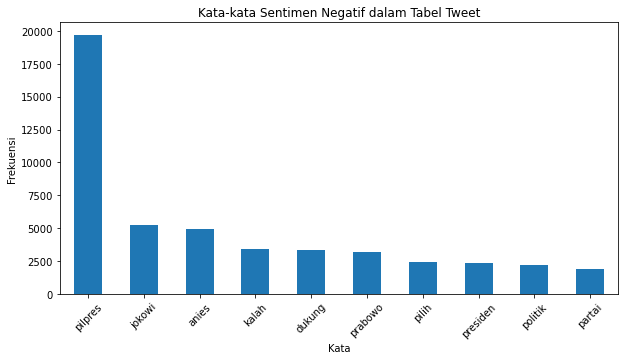 Kata-kata Sentimen Negatif dalam Tabel Tweet
Frekuensi
20000
17500
15000
12500
10000
7500
5000
2500
0
pilpres
jokowi
anies
kalah
dukung
prabowo
pilih
presiden
politik
partai
Kata